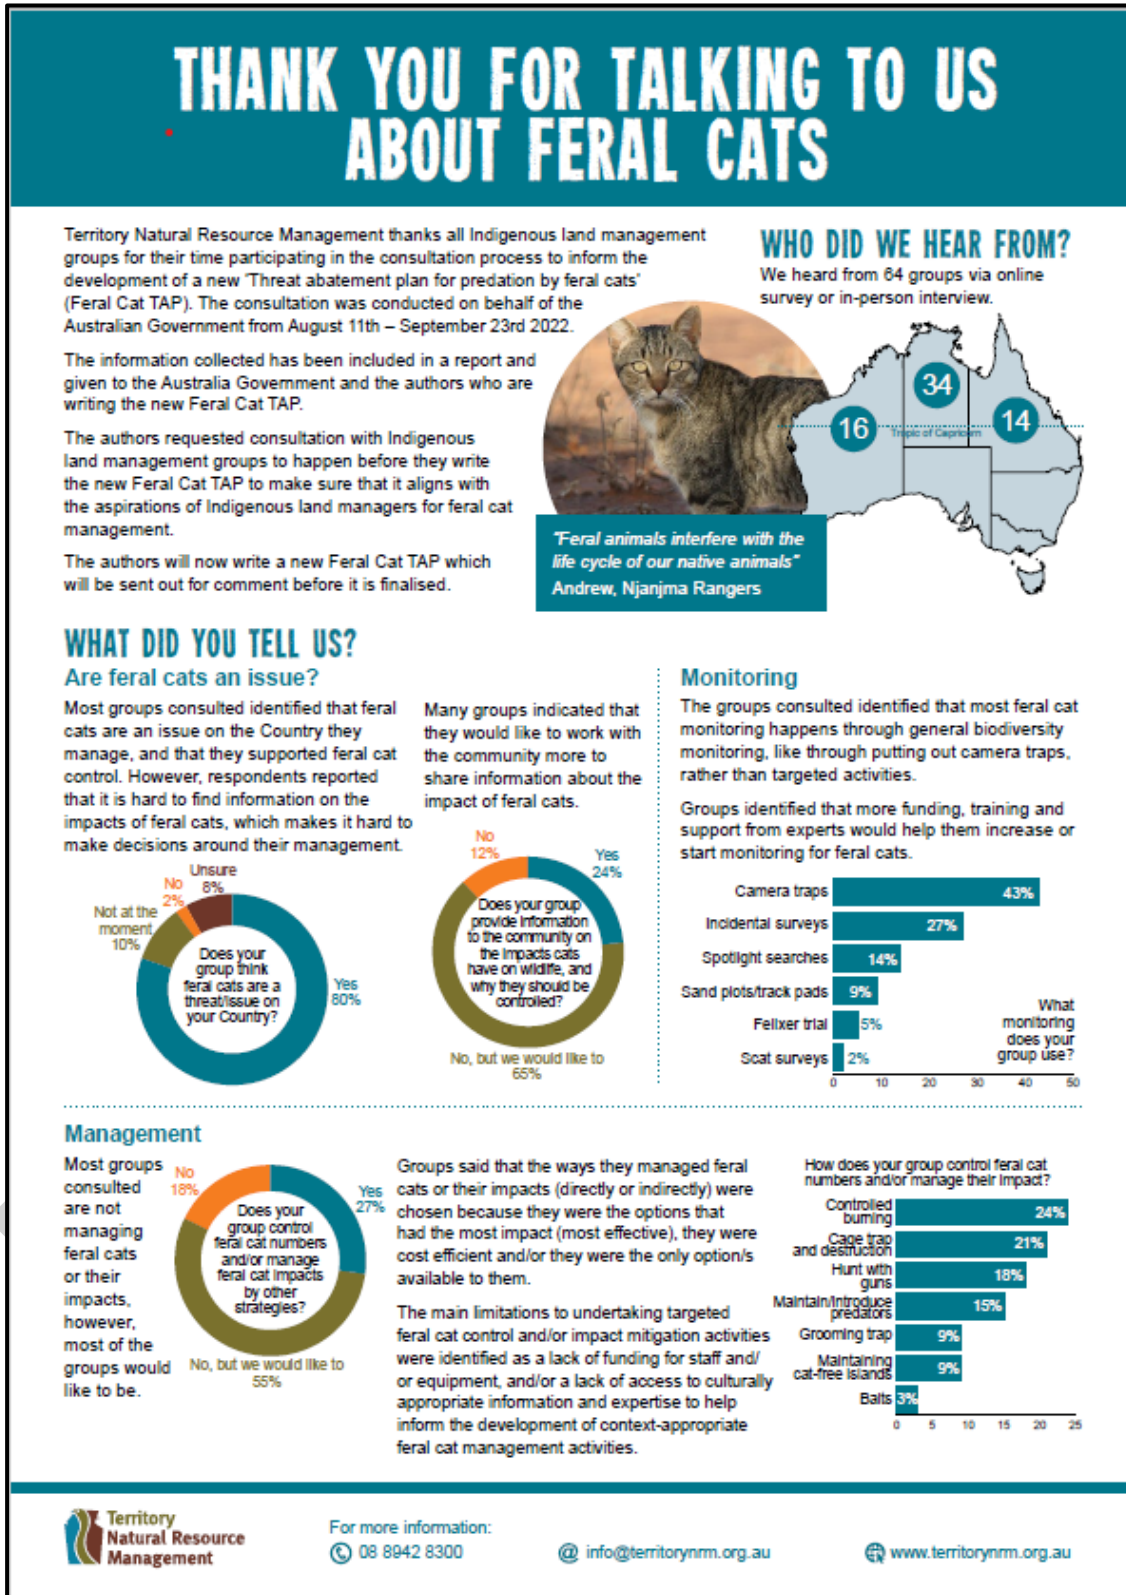 THANK YOU FOR TALKING TO US
ABOUT FERAL CATS
Territory Natural Resource Management thanks all Indigenous land management
groups for their time participating in the consultation process to inform the
development of a new 'Threat abatement plan for predation by feral cats'
(Feral Cat TAP). The consultation was conducted on behalf of the
Australian Government from August 11th – September 23rd 2022.
The information collected has been included in a report and
given to the Australia Government and the authors who are
writing the new Feral Cat TAP.
The authors requested consultation with Indigenous
land management groups to happen before they write
the new Feral Cat TAP to make sure that it aligns with
the aspirations of Indigenous land managers for feral cat
management.
The authors will now write a new Feral Cat TAP which
will be sent out for comment before it is finalised.
WHO DID WE HEAR FROM?
We heard from 64 groups via online
survey or in-person interview.
34
16
14
Tropic of Capricorn
"Feral animals interfere with the
life cycle of our native animals"
Andrew, Njanjma Rangers
WHAT DID YOU TELL US?
Are feral cats an issue?
Most groups consulted identified that feral
cats are an issue on the Country they
manage, and that they supported feral cat
control. However, respondents reported
that it is hard to find information on the
impacts of feral cats, which makes it hard to
make decisions around their management.
Unsure
8%
No
2%
Not at the
moment
10%
Does your
group think
feral cats are a
threat/issue on
your Country?
Yes
80%
Many groups indicated that
they would like to work with
the community more to
share information about the
impact of feral cats.
No
12%
Yes
24%
Does your group
provide information
to the community on
the impacts cats
have on wildlife, and
why they should be
controlled?
No, but we would like to
65%
Monitoring
The groups consulted identified that most feral cat
monitoring happens through general biodiversity
monitoring, like through putting out camera traps,
rather than targeted activities.
Groups identified that more funding, training and
support from experts would help them increase or
start monitoring for feral cats.
Camera traps 43%
Incidental surveys 27%
Spotlight searches 14%
Sand plots/track pads 9%
Felixer trial 5%
Scat surveys 2%
What
monitoring
does your
group use?
0 10 20 30 40 50
Management
Most groups
consulted
are not
managing
feral cats
or their
impacts,
however,
most of the
groups would
like to be.
No
18%
Yes
27%
Does your
group control
feral cat numbers
and/or manage
feral cat impacts
by other
strategies?
No, but we would like to
55%
Groups said that the ways they managed feral
cats or their impacts (directly or indirectly) were
chosen because they were the options that
had the most impact (most effective), they were
cost efficient and/or they were the only option/s
available to them.
The main limitations to undertaking targeted
feral cat control and/or impact mitigation activities
were identified as a lack of funding for staff and/
or equipment, and/or a lack of access to culturally
appropriate information and expertise to help
inform the development of context-appropriate
feral cat management activities.
How does your group control feral cat
numbers and/or manage their impact?
Controlled
burning 24%
Cage trap
and destruction 21%
Hunt with
guns 18%
Maintain/introduce
predators 15%
Grooming trap 9%
Maintaining
cat-free islands 9%
Baits 3%
0 5 10 15 20 25
Territory
Natural Resource
Management
For more information:
08 8942 8300
info@territorynrm.org.au
www.territorynrm.org.au